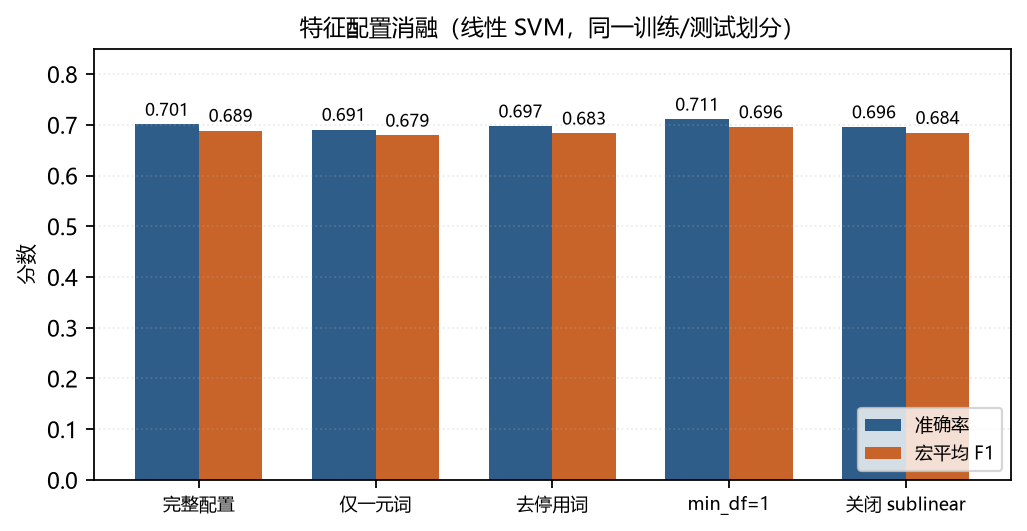 特征配置消融（线性 SVM，同一训练/测试划分）
分数
0.8
0.7
0.6
0.5
0.4
0.3
0.2
0.1
0.0
0.701 0.689 0.691 0.679 0.697 0.683 0.711 0.696 0.696 0.684
准确率
宏平均 F1
完整配置 仅一元词 去停用词 min_df=1 关闭 sublinear